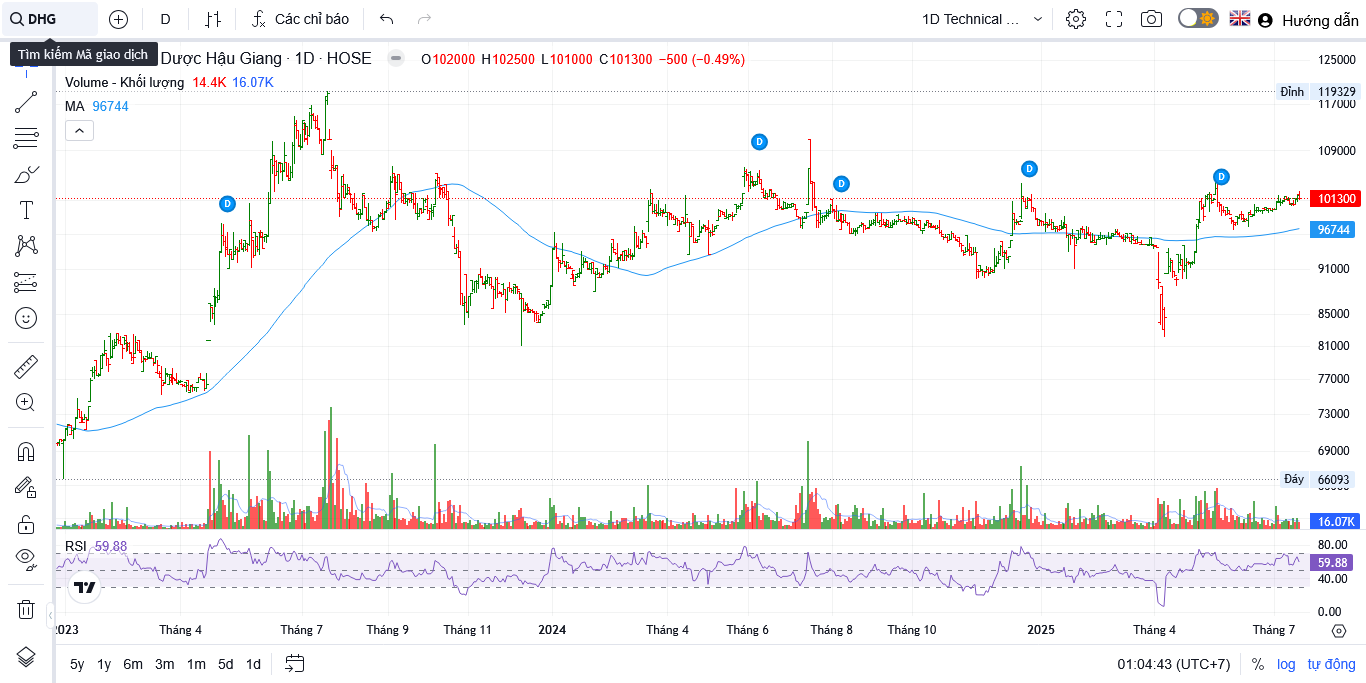 DHG D Các chỉ báo 1D Technical ... Hướng dẫn
Tìm kiếm Mã giao dịch
Dược Hậu Giang · 1D · HOSE O102000 H102500 L101000 C101300 −500 (−0.49%)
Volume - Khối lượng 14.4K 16.07K
MA 96744
125000
Đỉnh 119329
117000
109000
101300
96744
91000
85000
81000
77000
73000
69000
Đáy 66093
16.07K
D
D
D
D
D
RSI 59.88
80.00
59.88
40.00
0.00
2023 Tháng 4 Tháng 7 Tháng 9 Tháng 11 2024 Tháng 4 Tháng 6 Tháng 8 Tháng 10 2025 Tháng 4 Tháng 7
5y 1y 6m 3m 1m 5d 1d 01:04:43 (UTC+7) % log tự động